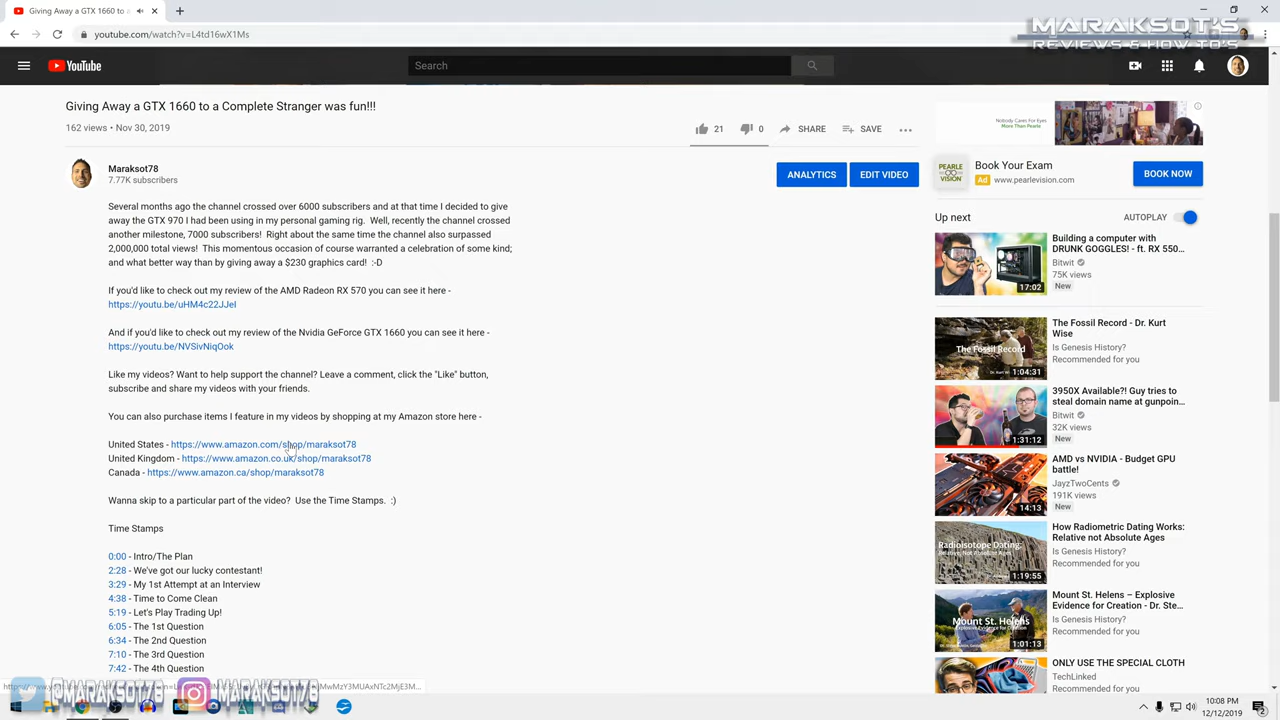 Giving Away a GTX 1660 to a
youtube.com/watch?v=L4td16wX1Ms
MARAKSOT'S
REVIEWS & HOW TO'S
YouTube
Search
Giving Away a GTX 1660 to a Complete Stranger was fun!!!
162 views • Nov 30, 2019
21
0
SHARE
SAVE
Maraksot78
7.77K subscribers
ANALYTICS
EDIT VIDEO
Several months ago the channel crossed over 6000 subscribers and at that time I decided to give
away the GTX 970 I had been using in my personal gaming rig. Well, recently the channel crossed
another milestone, 7000 subscribers! Right about the same time the channel also surpassed
2,000,000 total views! This momentous occasion of course warranted a celebration of some kind;
and what better way than by giving away a $230 graphics card! :-D
If you'd like to check out my review of the AMD Radeon RX 570 you can see it here -
https://youtu.be/uHM4c22JJeI
And if you'd like to check out my review of the Nvidia GeForce GTX 1660 you can see it here -
https://youtu.be/NVSivNiqOok
Like my videos? Want to help support the channel? Leave a comment, click the "Like" button,
subscribe and share my videos with your friends.
You can also purchase items I feature in my videos by shopping at my Amazon store here -
United States - https://www.amazon.com/shop/maraksot78
United Kingdom - https://www.amazon.co.uk/shop/maraksot78
Canada - https://www.amazon.ca/shop/maraksot78
Wanna skip to a particular part of the video? Use the Time Stamps. :)
Time Stamps
0:00 - Intro/The Plan
2:28 - We've got our lucky contestant!
3:29 - My 1st Attempt at an Interview
4:38 - Time to Come Clean
5:19 - Let's Play Trading Up!
6:05 - The 1st Question
6:34 - The 2nd Question
7:10 - The 3rd Question
7:42 - The 4th Question
Nobody Cares For Eyes
More Than Pearle
PEARLE
VISION
Book Your Exam
Ad www.pearlevision.com
BOOK NOW
Up next
AUTOPLAY
17:02
Building a computer with
DRUNK GOGGLES! - ft. RX 550...
Bitwit
75K views
New
The Fossil Record
1:04:31
The Fossil Record - Dr. Kurt
Wise
Is Genesis History?
Recommended for you
1:31:12
3950X Available?! Guy tries to
steal domain name at gunpoin...
Bitwit
32K views
New
14:13
AMD vs NVIDIA - Budget GPU
battle!
JayzTwoCents
191K views
New
Radioisotope Dating:
Relative, Not Absolute Ages
1:19:55
How Radiometric Dating Works:
Relative not Absolute Ages
Is Genesis History?
Recommended for you
Mount St. Helens
1:01:13
Mount St. Helens – Explosive
Evidence for Creation - Dr. Ste...
Is Genesis History?
Recommended for you
ONLY USE THE SPECIAL CLOTH
TechLinked
Recommended for you
@MARAKSOT78
MARAKSOT78
10:08 PM
12/12/2019